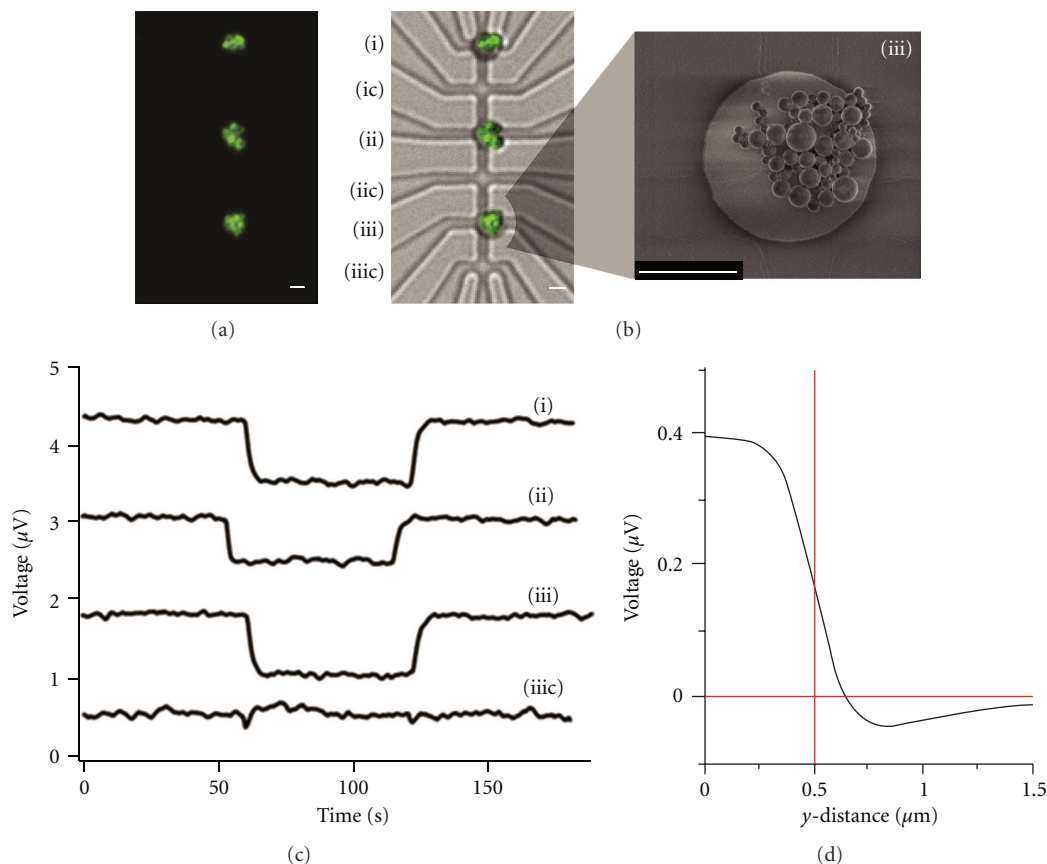 (i)
(ic)
(ii)
(iic)
(iii)
(iiic)
(iii)
(a)
(b)
5
4
3
2
1
0
Voltage (µV)
(i)
(ii)
(iii)
(iiic)
0
50
100
150
Time (s)
(c)
0.4
0.2
0
Voltage (µV)
0
0.5
1
1.5
y-distance (µm)
(d)